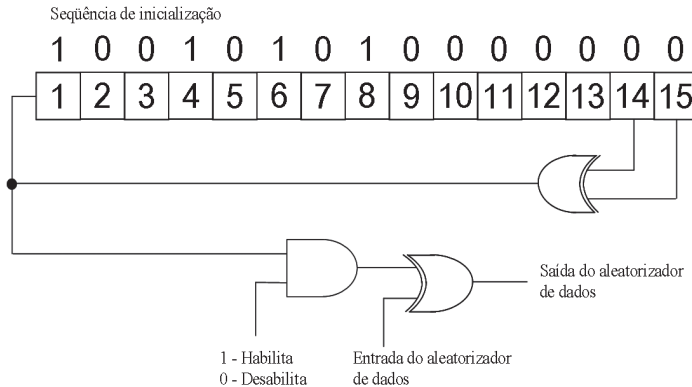 Seqüência de inicialização
1 0 0 1 0 1 0 1 0 0 0 0 0 0 0
1 2 3 4 5 6 7 8 9 10 11 12 13 14 15
Saída do aleatorizador
de dados
1 - Habilita
0 - Desabilita
Entrada do aleatorizador
de dados